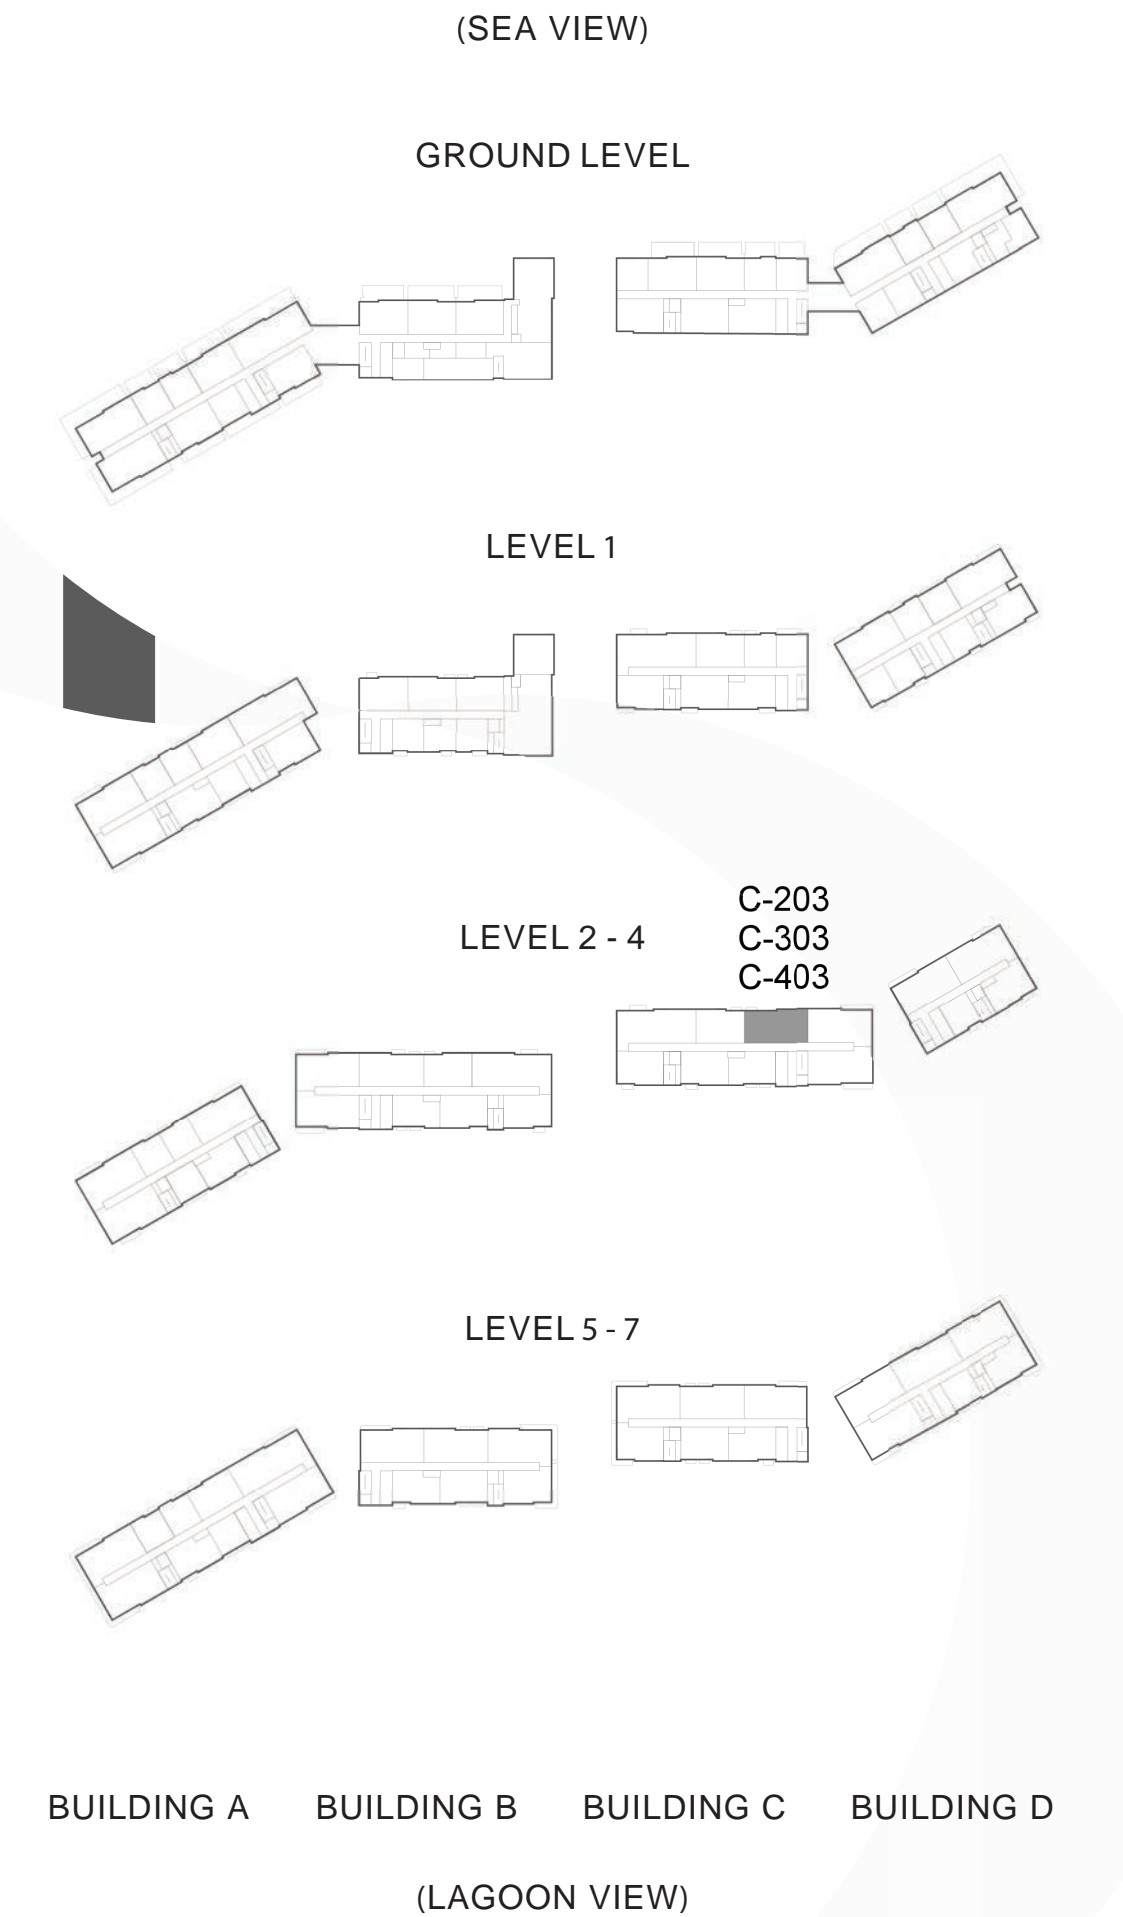 (SEA VIEW)
GROUND LEVEL
LEVEL 1
C-203
LEVEL 2 - 4
C-303
C-403
LEVEL 5 - 7
BUILDING A
BUILDING B
BUILDING C
BUILDING D
(LAGOON VIEW)